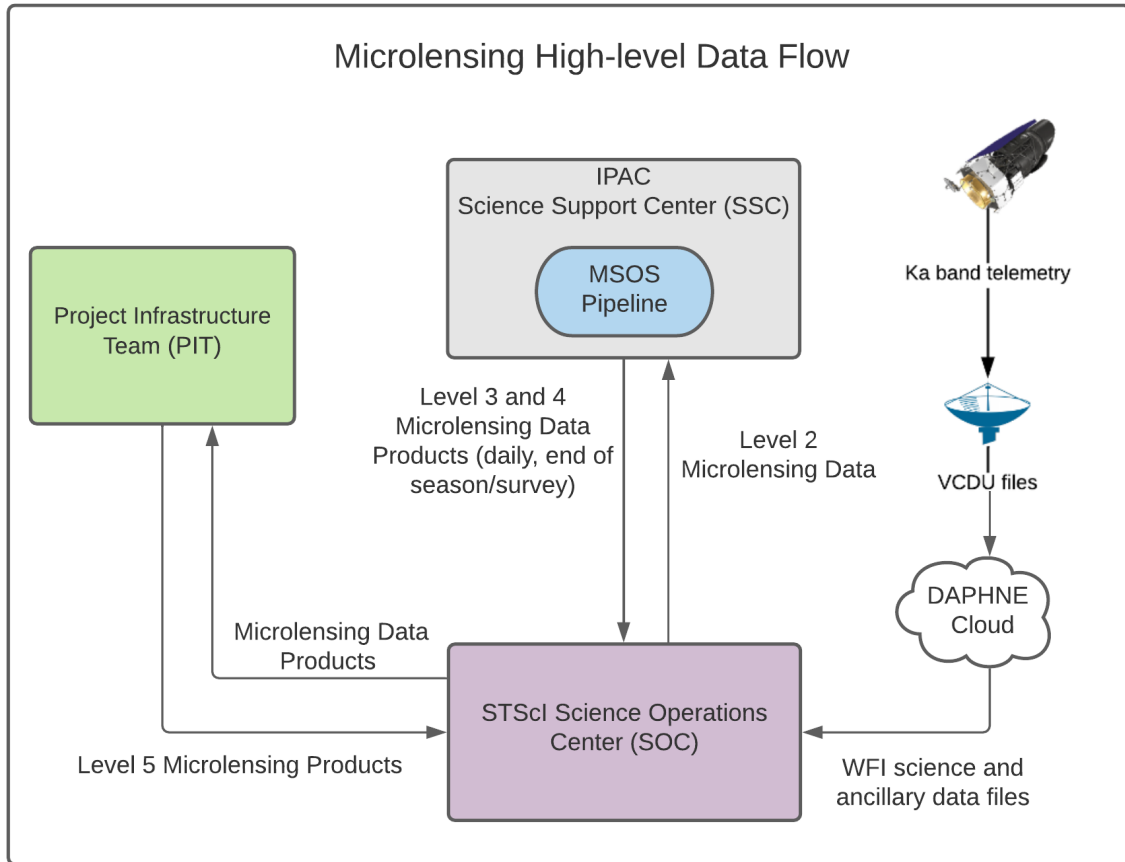 Microlensing High-level Data Flow
IPAC
Science Support Center (SSC)
MSOS
Pipeline
Project Infrastructure
Team (PIT)
Ka band telemetry
Level 3 and 4
Microlensing Data
Products (daily, end of
season/survey)
Level 2
Microlensing Data
VCDU files
DAPHNE
Cloud
Microlensing Data
Products
STScI Science Operations
Center (SOC)
Level 5 Microlensing Products
WFI science and
ancillary data files